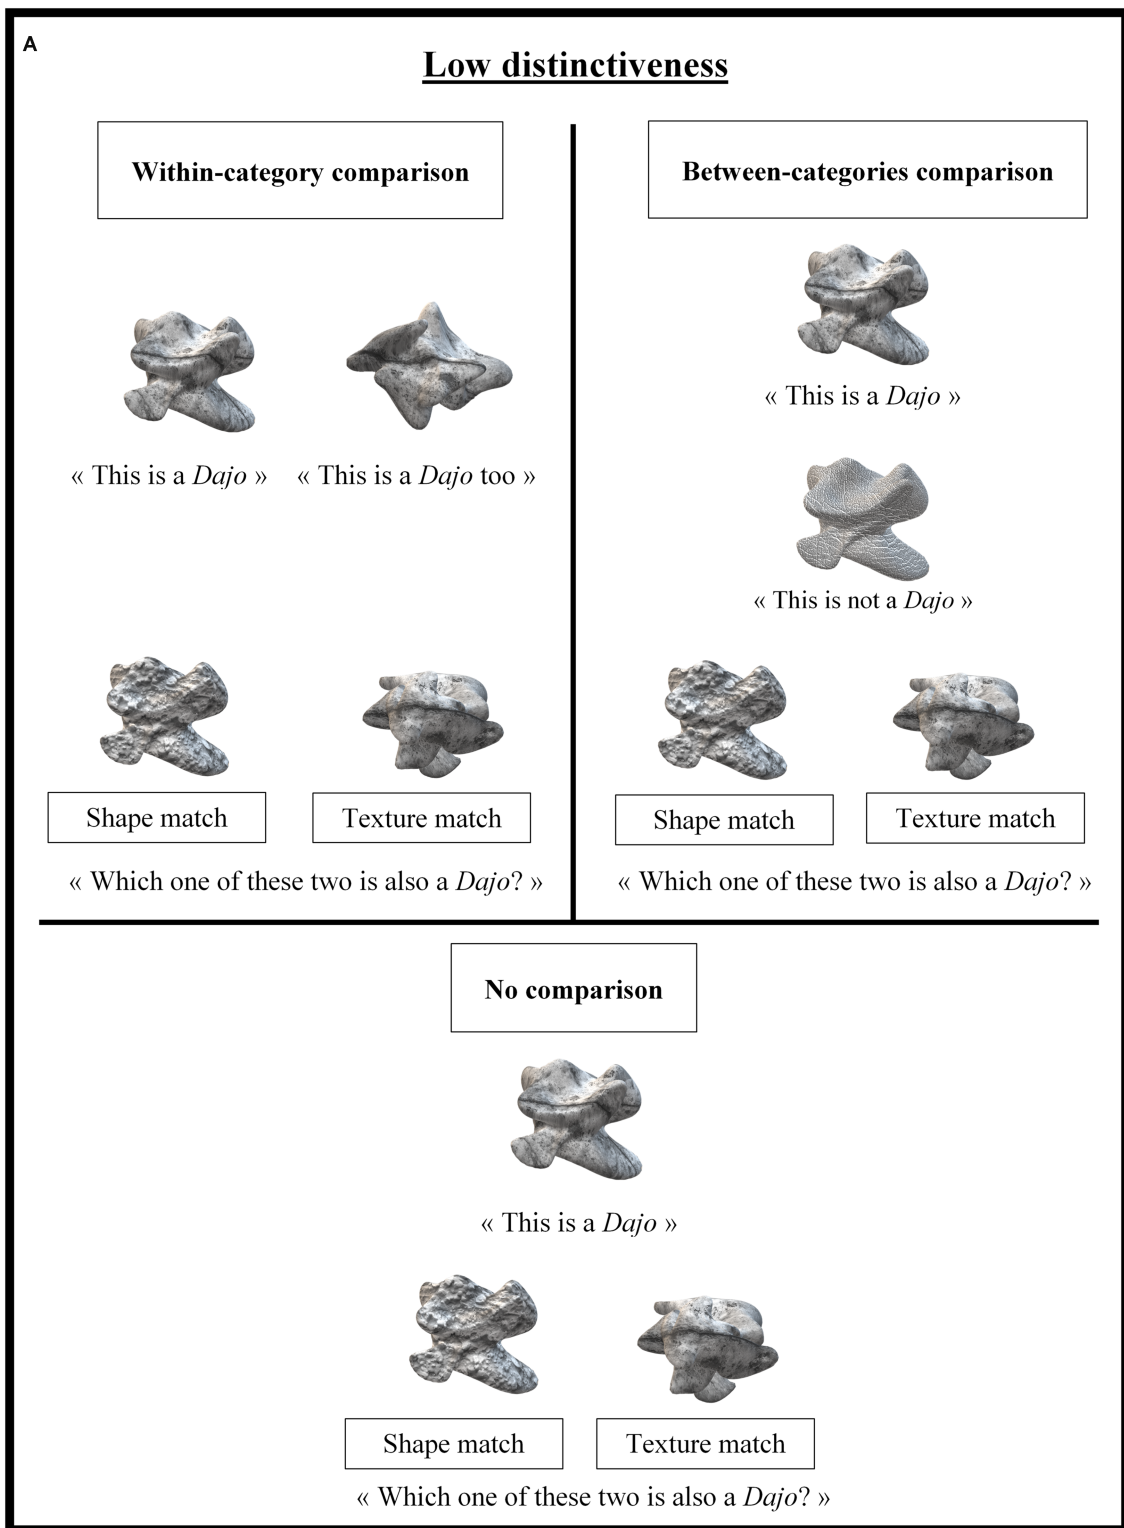 A
Low distinctiveness
Within-category comparison
« This is a Dajo » « This is a Dajo too »
Shape match
Texture match
« Which one of these two is also a Dajo? »
Between-categories comparison
« This is a Dajo »
« This is not a Dajo »
Shape match
Texture match
« Which one of these two is also a Dajo? »
No comparison
« This is a Dajo »
Shape match
Texture match
« Which one of these two is also a Dajo? »